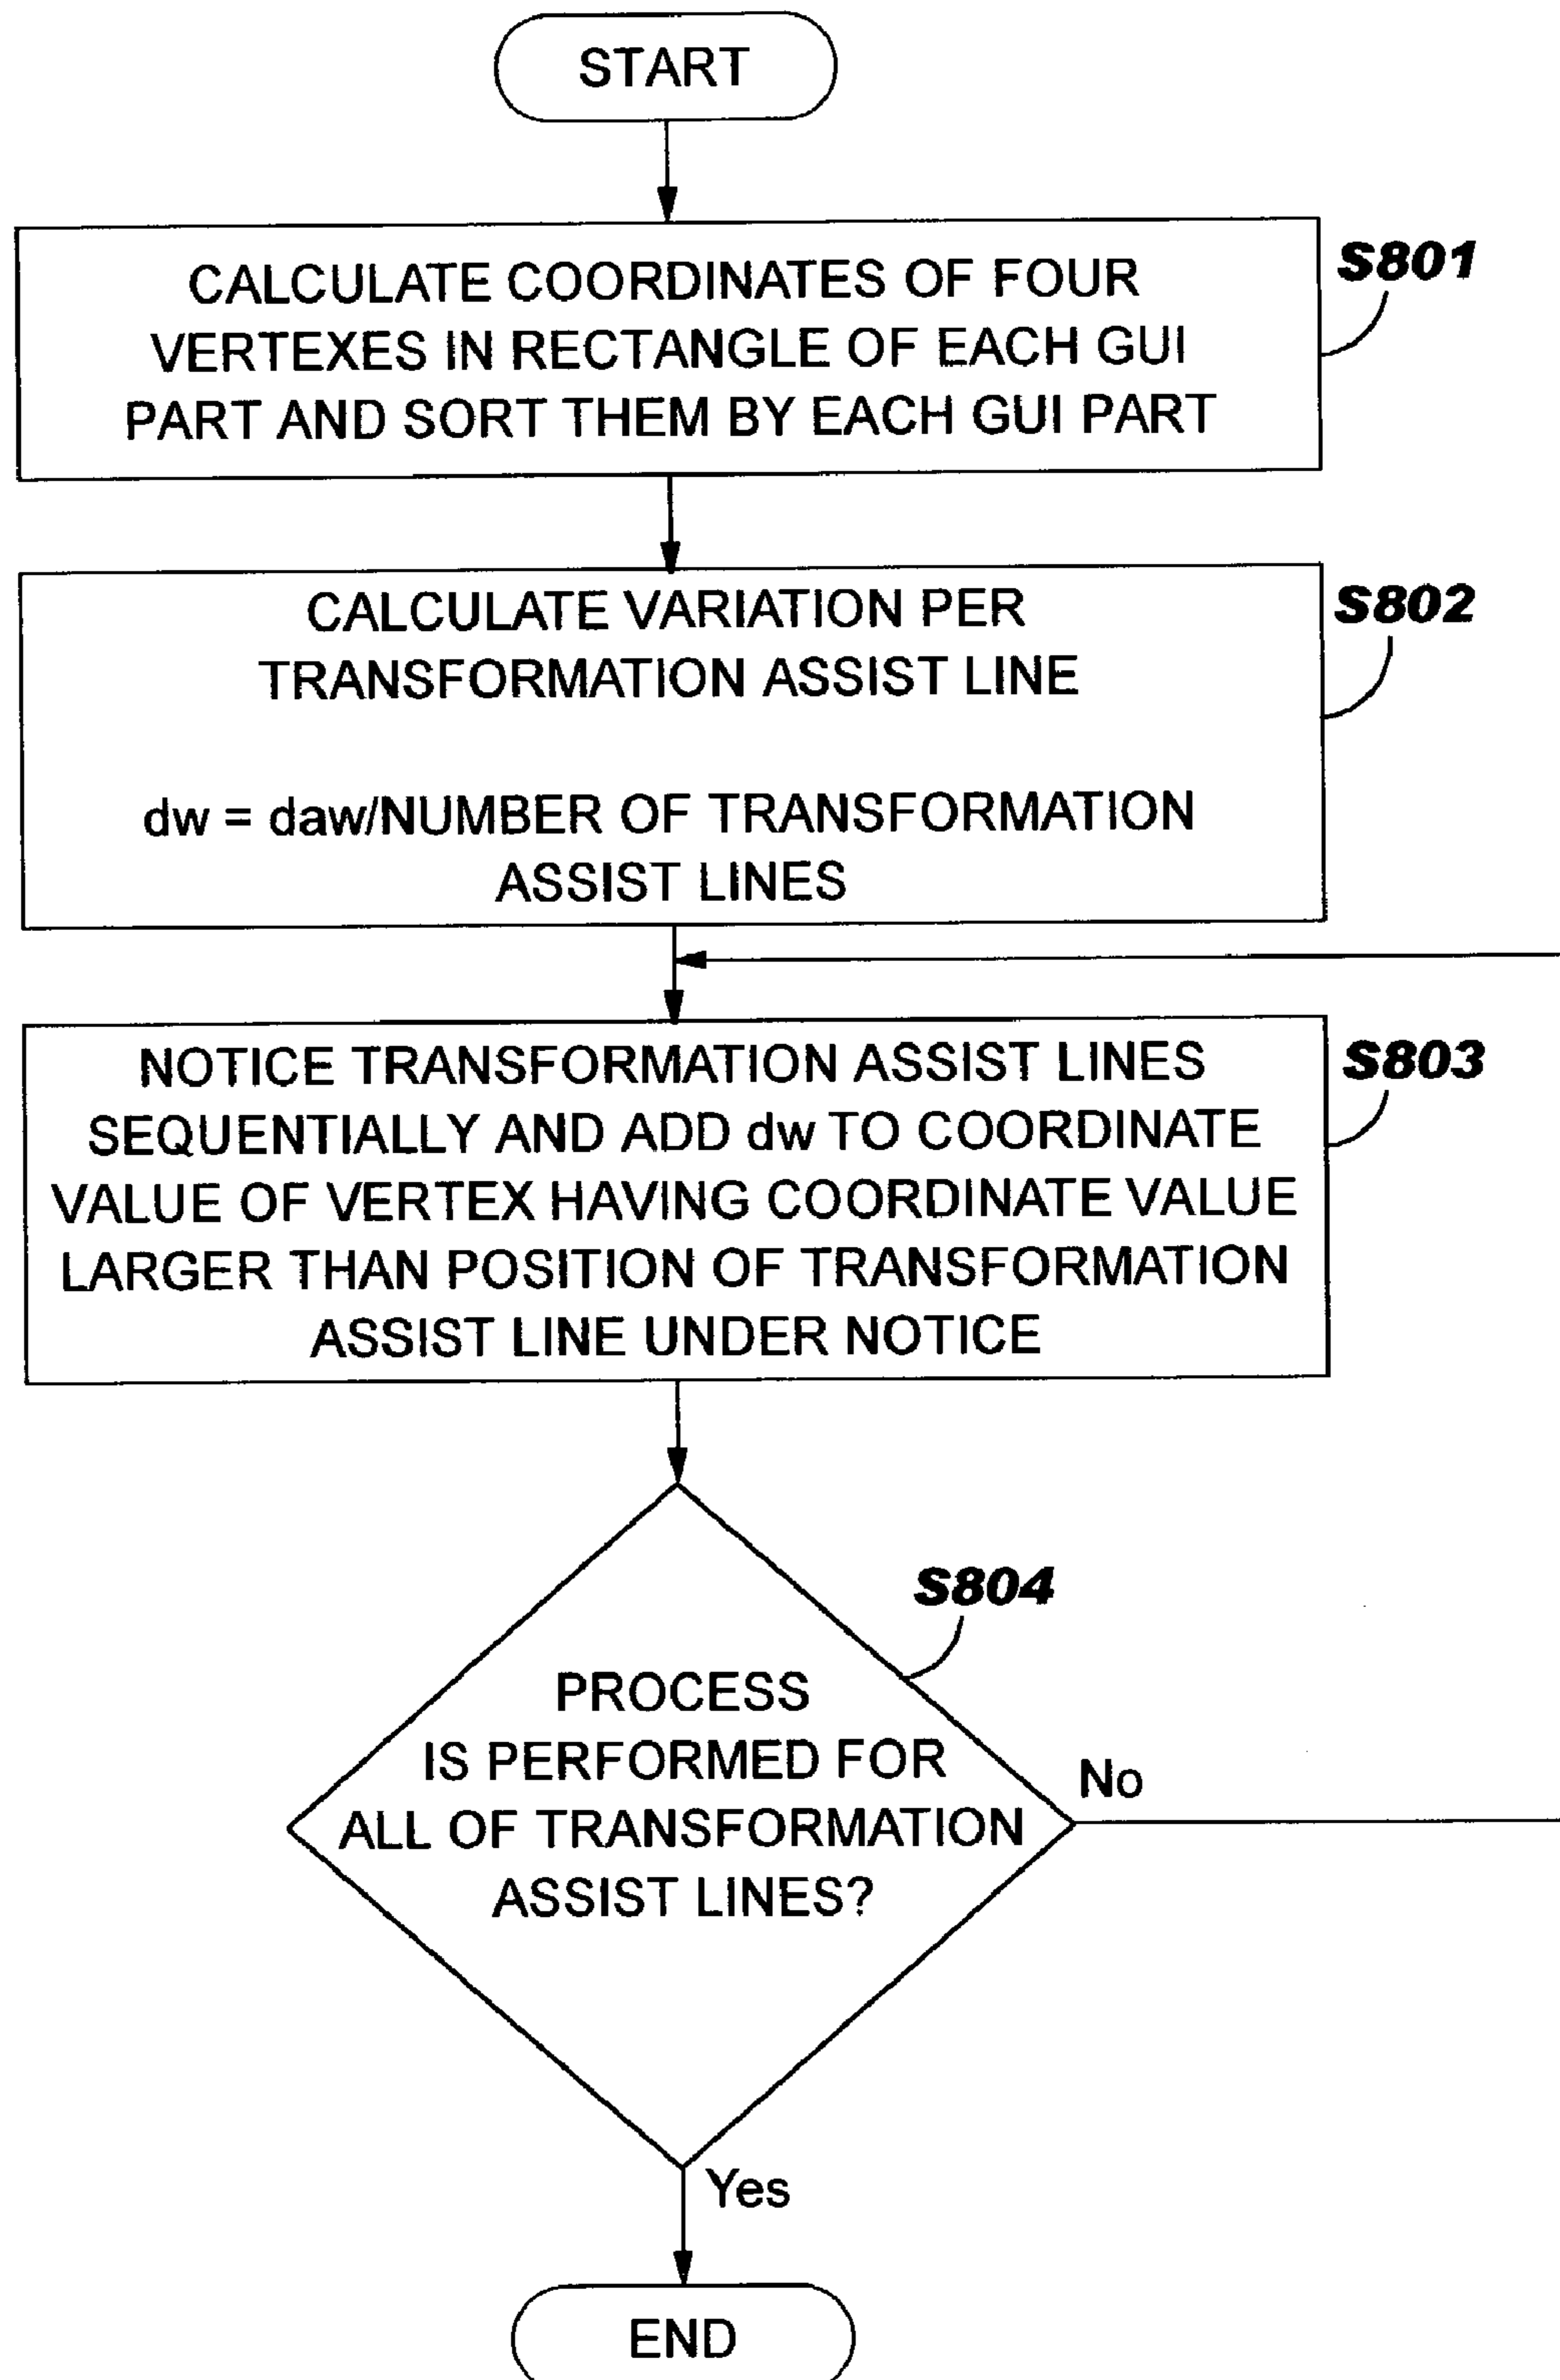 START
CALCULATE COORDINATES OF FOUR
VERTEXES IN RECTANGLE OF EACH GUI
PART AND SORT THEM BY EACH GUI PART
S801
CALCULATE VARIATION PER
TRANSFORMATION ASSIST LINE
dw = daw/NUMBER OF TRANSFORMATION
ASSIST LINES
S802
NOTICE TRANSFORMATION ASSIST LINES
SEQUENTIALLY AND ADD dw TO COORDINATE
VALUE OF VERTEX HAVING COORDINATE VALUE
LARGER THAN POSITION OF TRANSFORMATION
ASSIST LINE UNDER NOTICE
S803
S804
PROCESS
IS PERFORMED FOR
ALL OF TRANSFORMATION
ASSIST LINES?
No
Yes
END